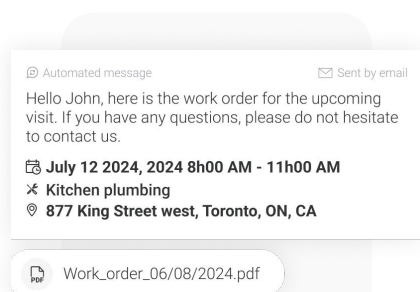 Automated message
Sent by email
Hello John, here is the work order for the upcoming
visit. If you have any questions, please do not hesitate
to contact us.
July 12 2024, 2024 8h00 AM - 11h00 AM
Kitchen plumbing
877 King Street west, Toronto, ON, CA
PDF
Work_order_06/08/2024.pdf